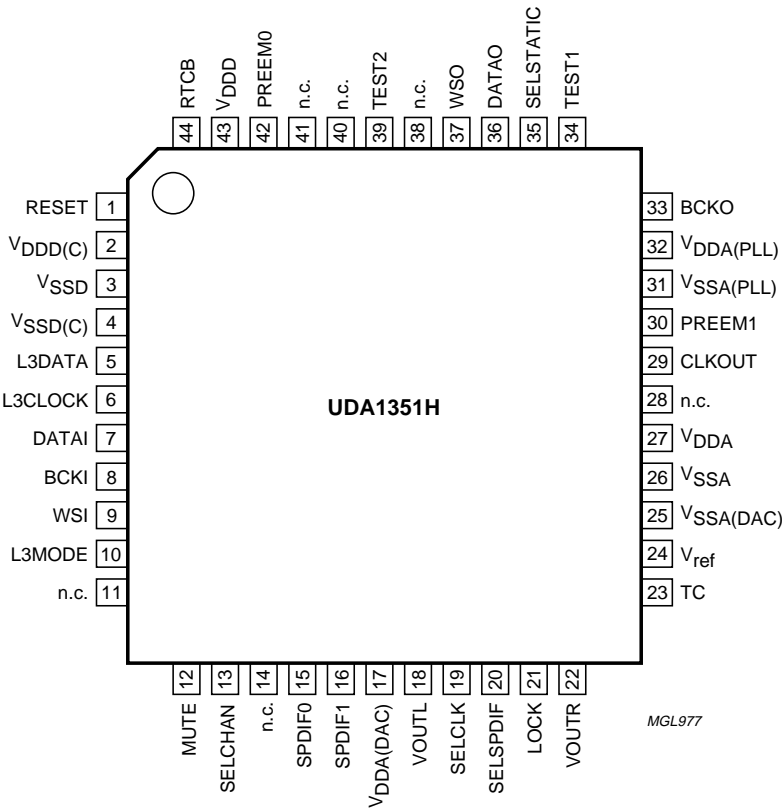 RTCB
VDDD
PREEM0
n.c.
n.c.
TEST2
n.c.
WSO
DATAO
SELSTATIC
TEST1
44
43
42
41
40
39
38
37
36
35
34
RESET 1
VDDD(C) 2
VSSD 3
VSSD(C) 4
L3DATA 5
L3CLOCK 6
DATAI 7
BCKI 8
WSI 9
L3MODE 10
n.c. 11
UDA1351H
33 BCKO
32 VDDA(PLL)
31 VSSA(PLL)
30 PREEM1
29 CLKOUT
28 n.c.
27 VDDA
26 VSSA
25 VSSA(DAC)
24 Vref
23 TC
12
13
14
15
16
17
18
19
20
21
22
MUTE
SELCHAN
n.c.
SPDIF0
SPDIF1
VDDA(DAC)
VOUTL
SELCLK
SELSPDIF
LOCK
VOUTR
MGL977